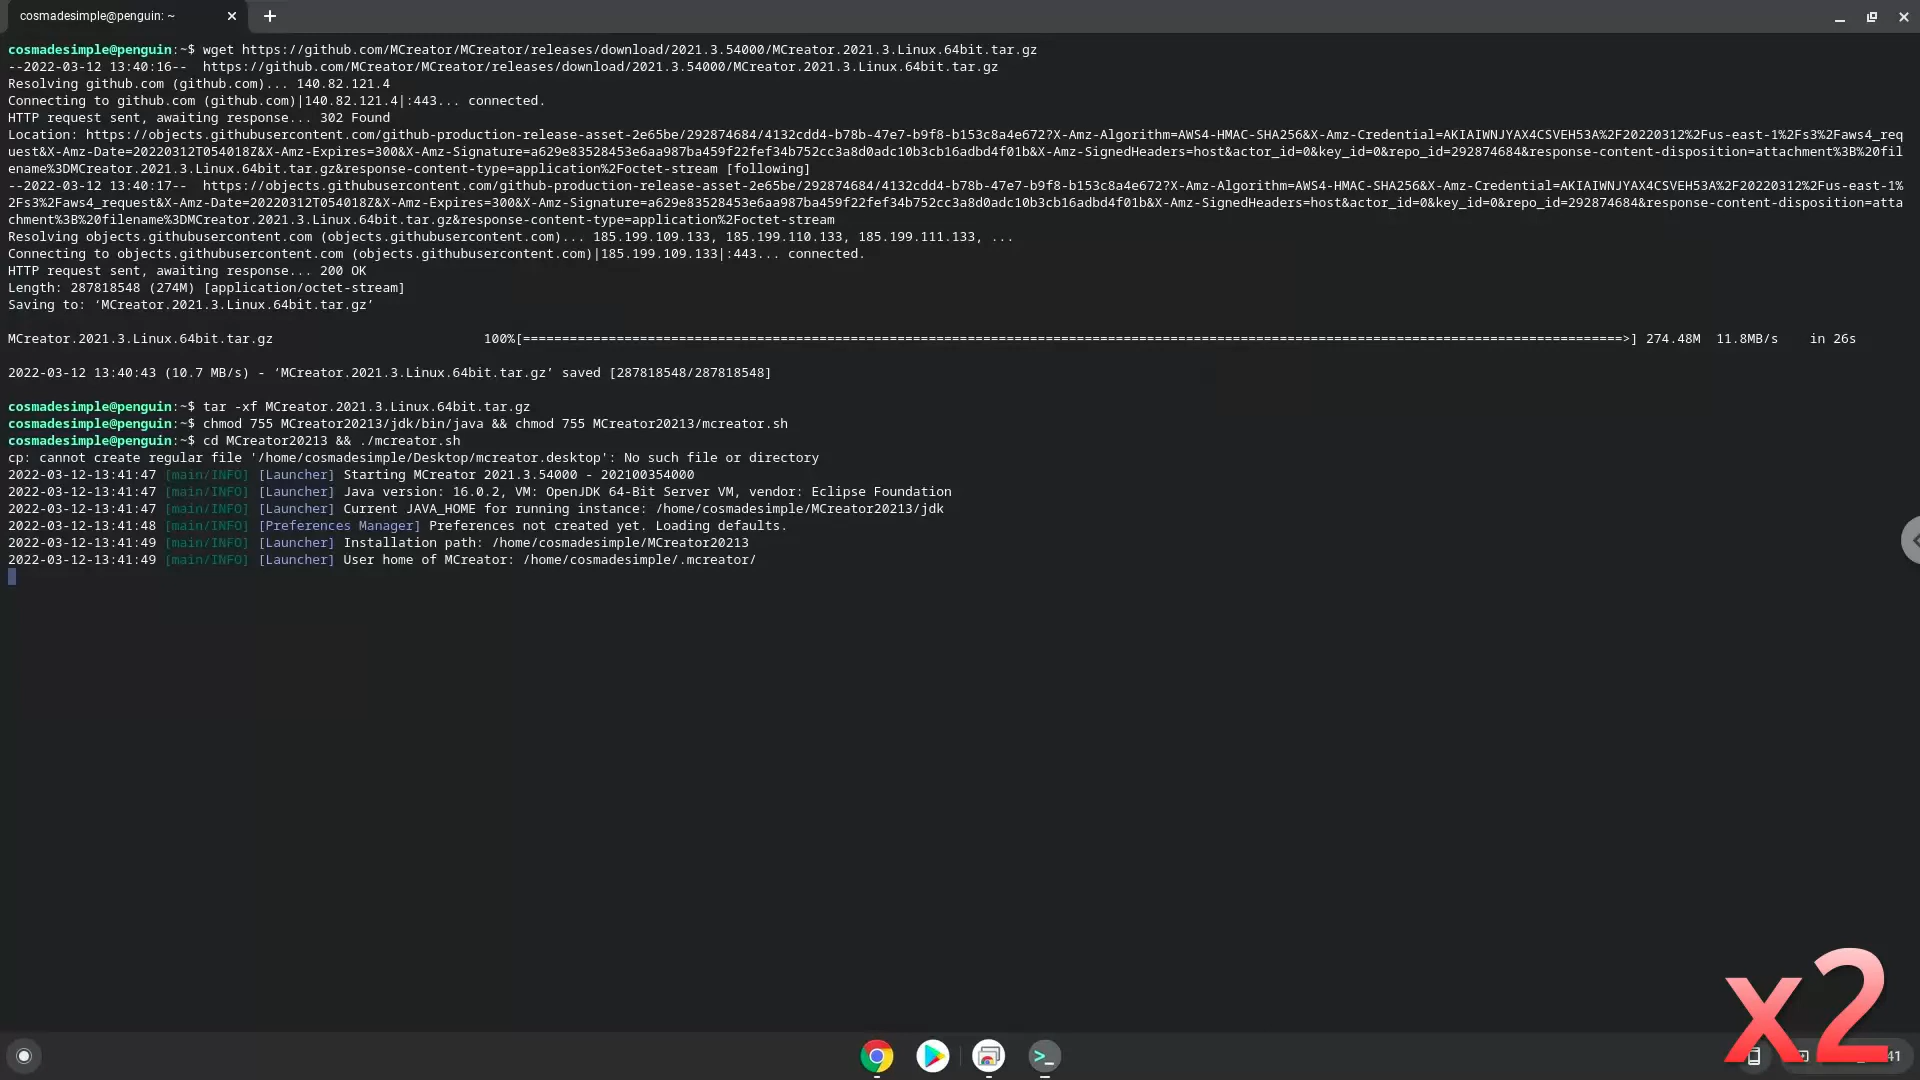 cosmadesimple@penguin: ~
cosmadesimple@penguin:~$ wget https://github.com/MCreator/MCreator/releases/download/2021.3.54000/MCreator.2021.3.Linux.64bit.tar.gz
--2022-03-12 13:40:16--  https://github.com/MCreator/MCreator/releases/download/2021.3.54000/MCreator.2021.3.Linux.64bit.tar.gz
Resolving github.com (github.com)... 140.82.121.4
Connecting to github.com (github.com)|140.82.121.4|:443... connected.
HTTP request sent, awaiting response... 302 Found
Location: https://objects.githubusercontent.com/github-production-release-asset-2e65be/292874684/4132cdd4-b78b-47e7-b9f8-b153c8a4e672?X-Amz-Algorithm=AWS4-HMAC-SHA256&X-Amz-Credential=AKIAIWNJYAX4CSVEH53A%2F20220312%2Fus-east-1%2Fs3%2Faws4_req
uest&X-Amz-Date=20220312T054018Z&X-Amz-Expires=300&X-Amz-Signature=a629e83528453e6aa987ba459f22fef34b752cc3a8d0adc10b3cb16adbd4f01b&X-Amz-SignedHeaders=host&actor_id=0&key_id=0&repo_id=292874684&response-content-disposition=attachment%3B%20fil
ename%3DMCreator.2021.3.Linux.64bit.tar.gz&response-content-type=application%2Foctet-stream [following]
--2022-03-12 13:40:17--  https://objects.githubusercontent.com/github-production-release-asset-2e65be/292874684/4132cdd4-b78b-47e7-b9f8-b153c8a4e672?X-Amz-Algorithm=AWS4-HMAC-SHA256&X-Amz-Credential=AKIAIWNJYAX4CSVEH53A%2F20220312%2Fus-east-1%
2Fs3%2Faws4_request&X-Amz-Date=20220312T054018Z&X-Amz-Expires=300&X-Amz-Signature=a629e83528453e6aa987ba459f22fef34b752cc3a8d0adc10b3cb16adbd4f01b&X-Amz-SignedHeaders=host&actor_id=0&key_id=0&repo_id=292874684&response-content-disposition=atta
chment%3B%20filename%3DMCreator.2021.3.Linux.64bit.tar.gz&response-content-type=application%2Foctet-stream
Resolving objects.githubusercontent.com (objects.githubusercontent.com)... 185.199.109.133, 185.199.110.133, 185.199.111.133, ...
Connecting to objects.githubusercontent.com (objects.githubusercontent.com)|185.199.109.133|:443... connected.
HTTP request sent, awaiting response... 200 OK
Length: 287818548 (274M) [application/octet-stream]
Saving to: ‘MCreator.2021.3.Linux.64bit.tar.gz’
MCreator.2021.3.Linux.64bit.tar.gz 100%[=============================================================================================================================================>] 274.48M 11.8MB/s in 26s
2022-03-12 13:40:43 (10.7 MB/s) - ‘MCreator.2021.3.Linux.64bit.tar.gz’ saved [287818548/287818548]
cosmadesimple@penguin:~$ tar -xf MCreator.2021.3.Linux.64bit.tar.gz
cosmadesimple@penguin:~$ chmod 755 MCreator20213/jdk/bin/java && chmod 755 MCreator20213/mcreator.sh
cosmadesimple@penguin:~$ cd MCreator20213 && ./mcreator.sh
cp: cannot create regular file '/home/cosmadesimple/Desktop/mcreator.desktop': No such file or directory
2022-03-12-13:41:47 [main/INFO] [Launcher] Starting MCreator 2021.3.54000 - 202100354000
2022-03-12-13:41:47 [main/INFO] [Launcher] Java version: 16.0.2, VM: OpenJDK 64-Bit Server VM, vendor: Eclipse Foundation
2022-03-12-13:41:47 [main/INFO] [Launcher] Current JAVA_HOME for running instance: /home/cosmadesimple/MCreator20213/jdk
2022-03-12-13:41:48 [main/INFO] [Preferences Manager] Preferences not created yet. Loading defaults.
2022-03-12-13:41:49 [main/INFO] [Launcher] Installation path: /home/cosmadesimple/MCreator20213
2022-03-12-13:41:49 [main/INFO] [Launcher] User home of MCreator: /home/cosmadesimple/.mcreator/
x2